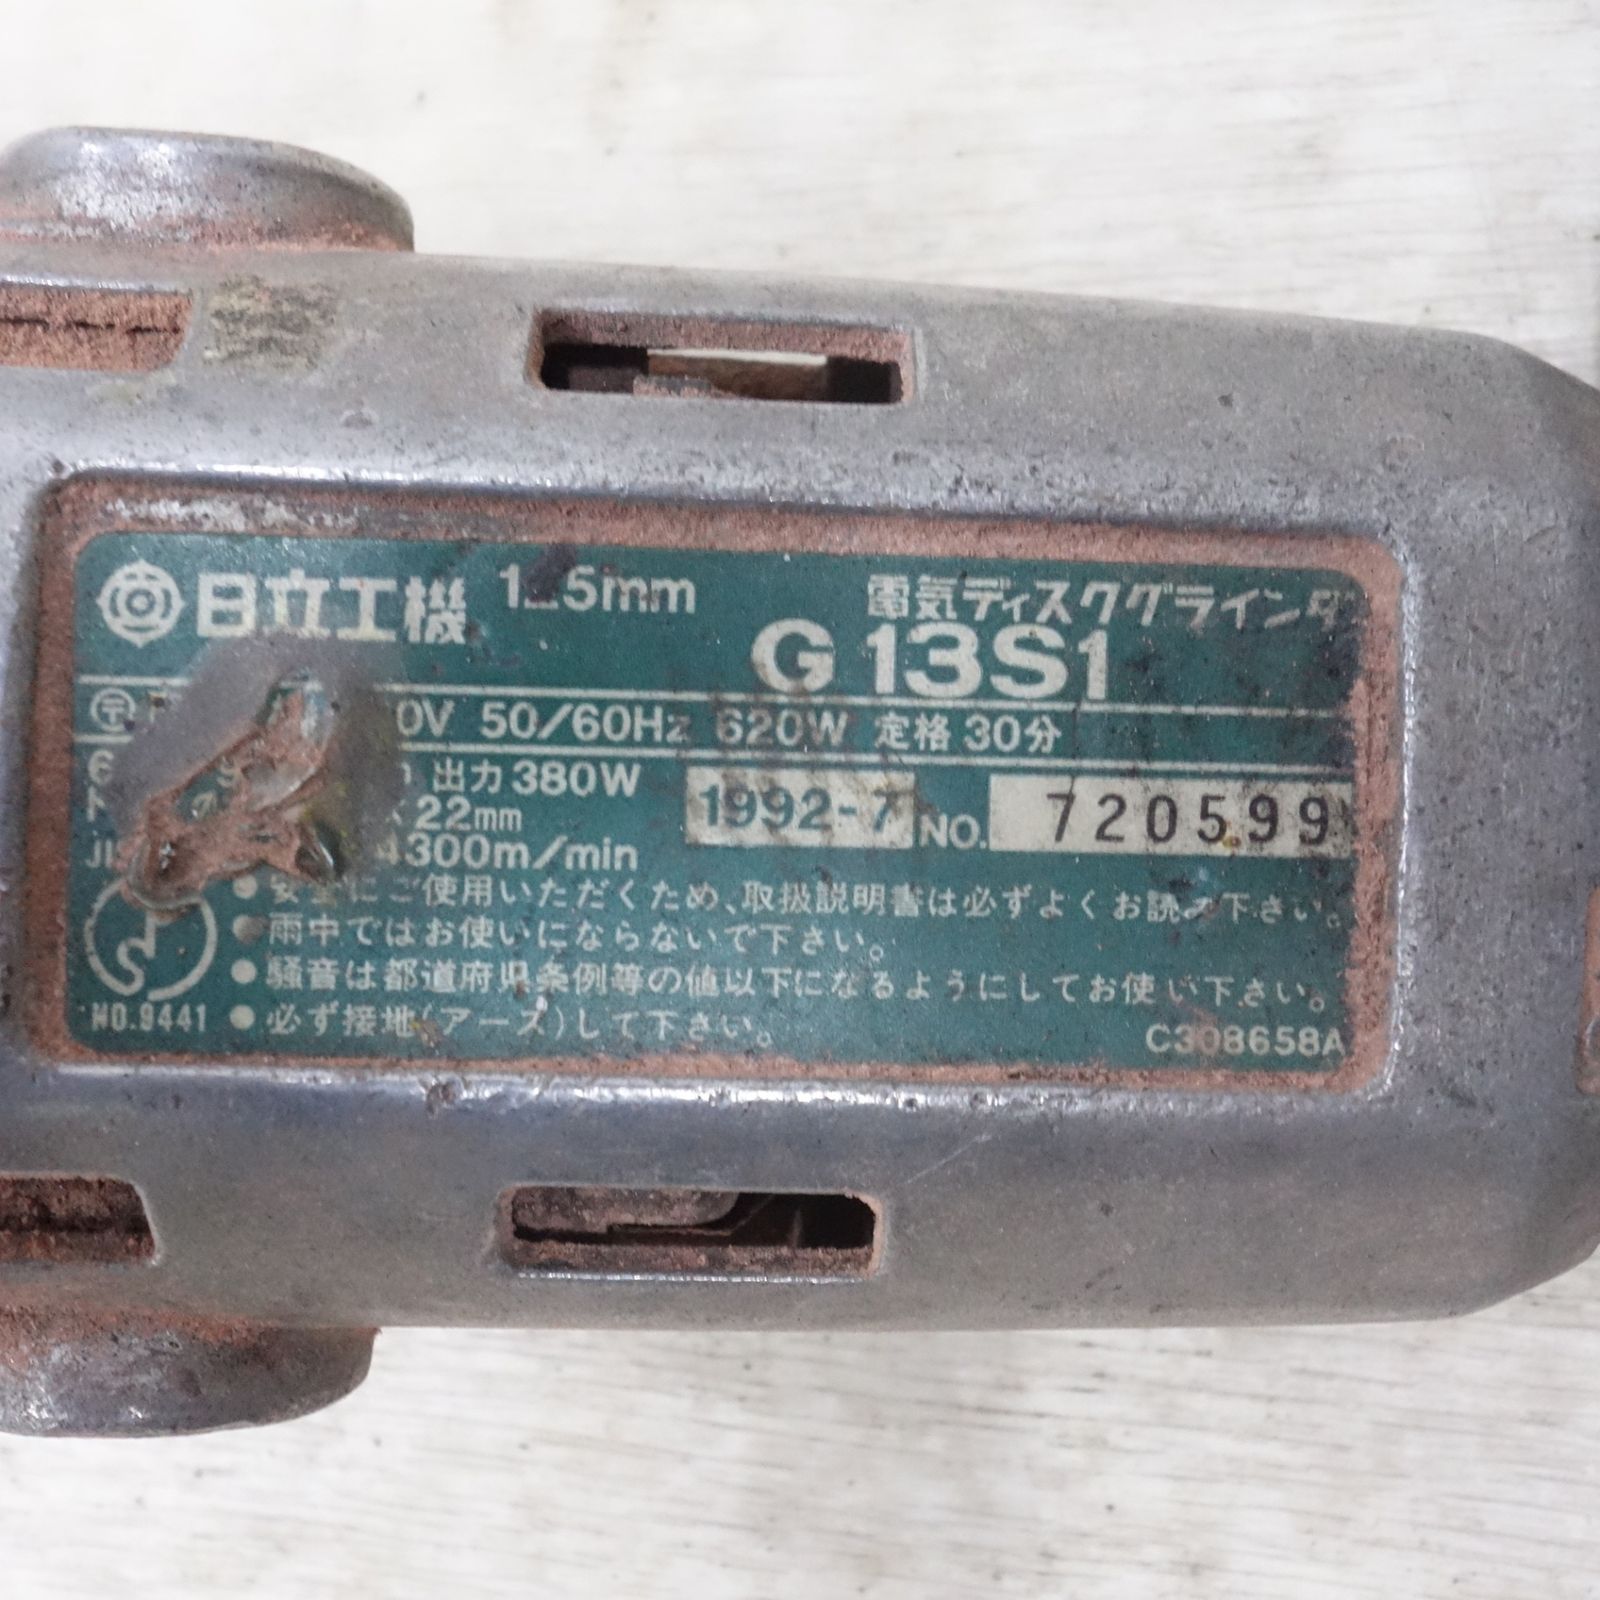 日立工機 125mm 電気ディスクグラインダ
G13S1
0V 50/60Hz 620W 定格30分
出力380W
22mm 1992-7 NO. 720599
4300m/min
●安全にご使用いただくため、取扱説明書は必ずよくお読み下さい。
●雨中ではお使いにならないで下さい。
●騒音は都道府県条例等の値以下になるようにしてお使い下さい。
NO.9441 ●必ず接地(アース)して下さい。
C308658A